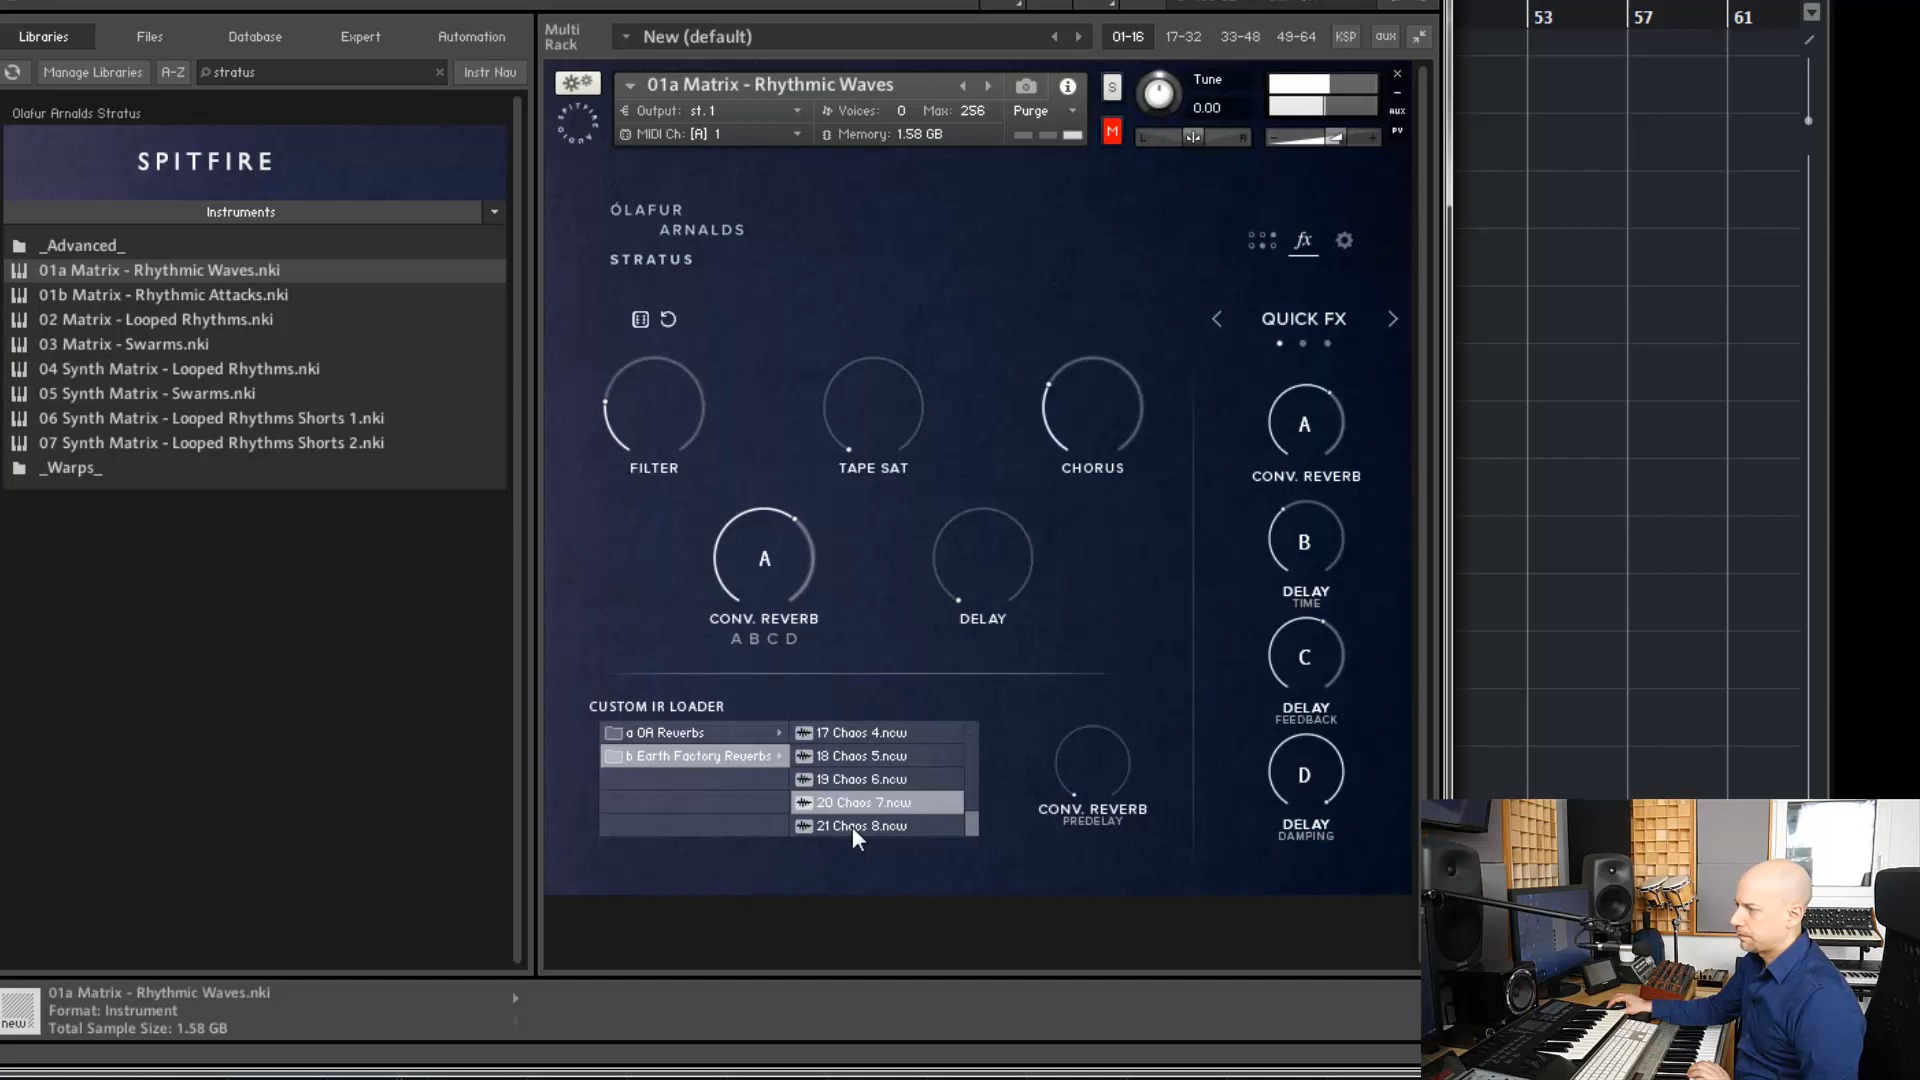 Libraries Files Database Expert Automation
Manage Libraries A-Z stratus Instr Nav
Olafur Arnalds Stratus
SPITFIRE
Instruments
_Advanced_
01a Matrix - Rhythmic Waves.nki
01b Matrix - Rhythmic Attacks.nki
02 Matrix - Looped Rhythms.nki
03 Matrix - Swarms.nki
04 Synth Matrix - Looped Rhythms.nki
05 Synth Matrix - Swarms.nki
06 Synth Matrix - Looped Rhythms Shorts 1.nki
07 Synth Matrix - Looped Rhythms Shorts 2.nki
_Warps_
new
01a Matrix - Rhythmic Waves.nki
Format: Instrument
Total Sample Size: 1.58 GB
Multi
Rack
New (default)
01-16 17-32 33-48 49-64 KSP aux
01a Matrix - Rhythmic Waves
Output: st.1 Voices: 0 Max: 256 Purge
MIDI Ch: [A] 1 Memory: 1.58 GB
S
M
Tune
0.00
L R
AUX
PV
ÓLAFUR
ARNALDS
STRATUS
fx
QUICK FX
FILTER
TAPE SAT
CHORUS
A
CONV. REVERB
A B C D
DELAY
A
CONV. REVERB
B
DELAY
TIME
C
DELAY
FEEDBACK
D
DELAY
DAMPING
CUSTOM IR LOADER
a OA Reverbs
b Earth Factory Reverbs
17 Chaos 4.ncw
18 Chaos 5.ncw
19 Chaos 6.ncw
20 Chaos 7.ncw
21 Chaos 8.ncw
CONV. REVERB
PREDELAY
53 57 61